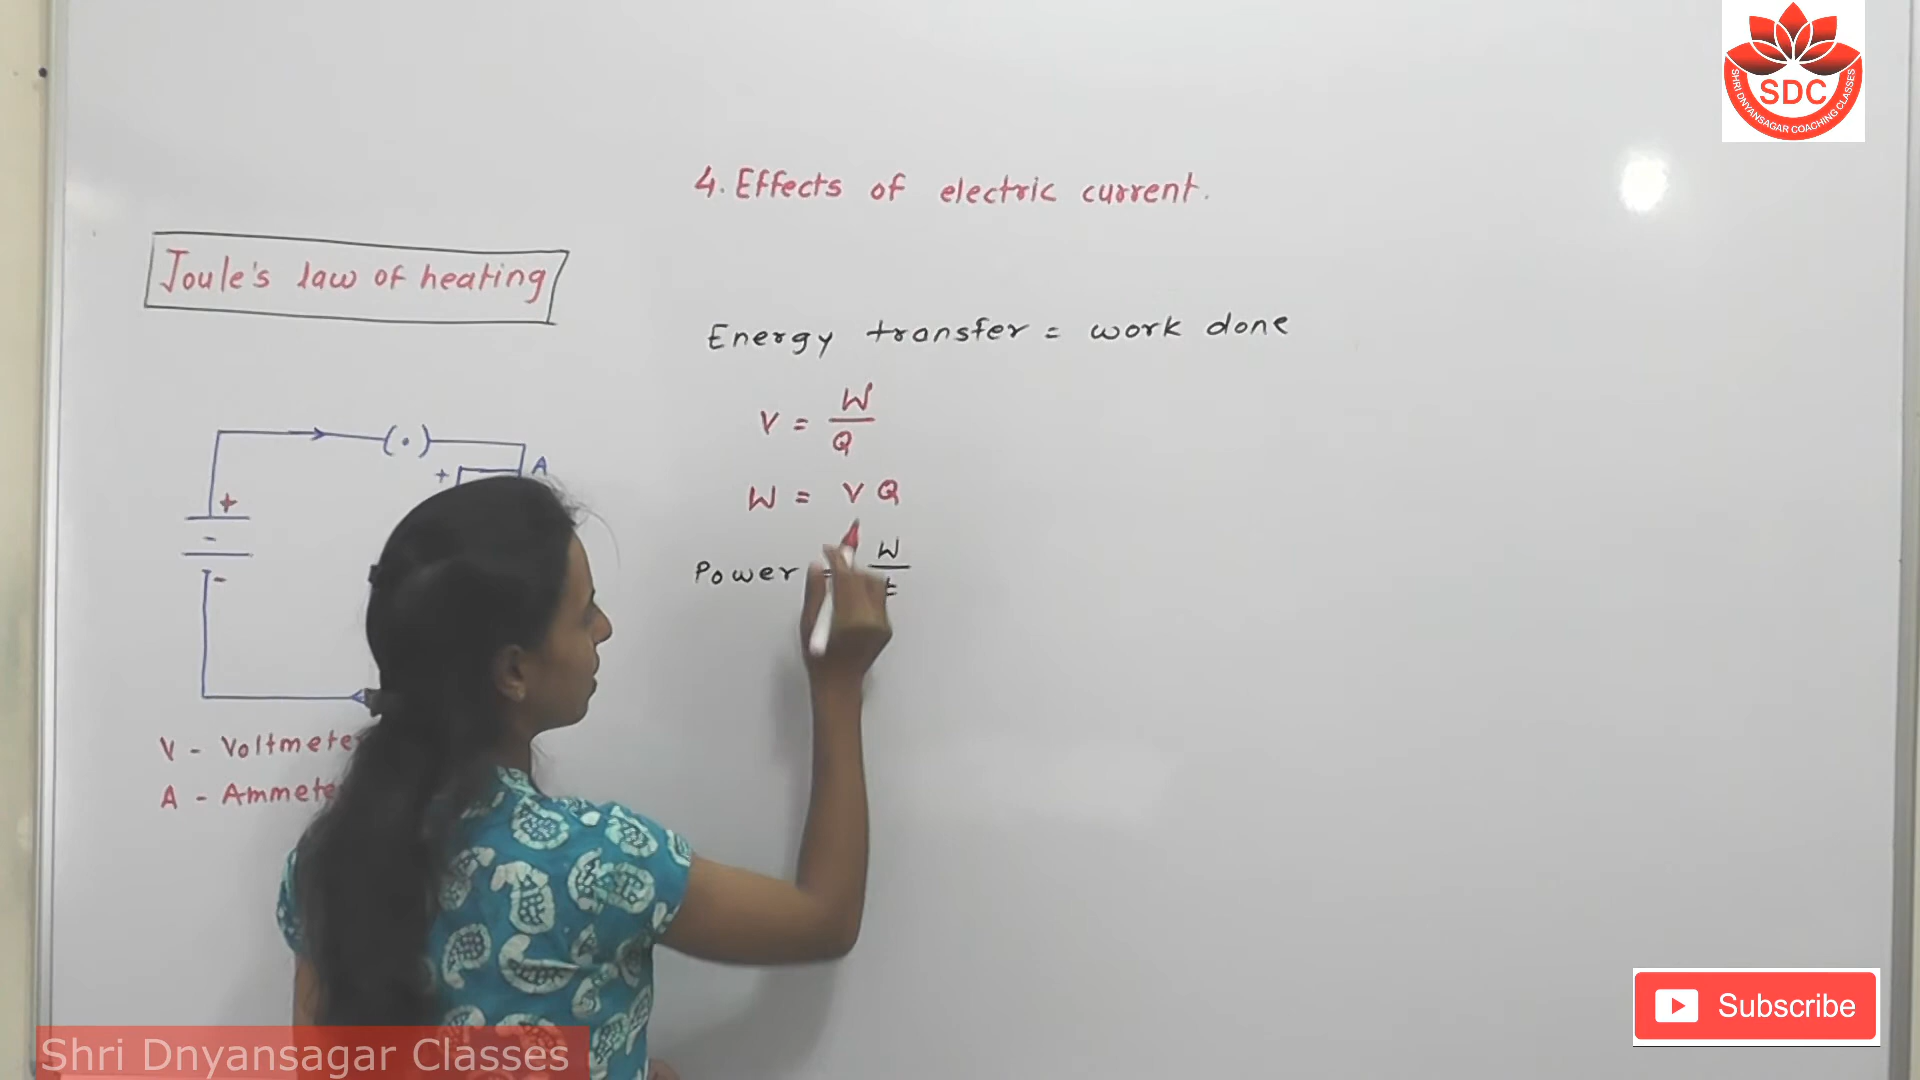 SDC
SHRI DNYANSAGAR COACHING CLASSES
4. Effects of electric current.
Joule's law of heating
Energy transfer = work done
V = W
Q
W = V Q
Power = W
t
+
-
-
+
A
V - Voltmete
A - Ammete
Subscribe
Shri Dnyansagar Classes